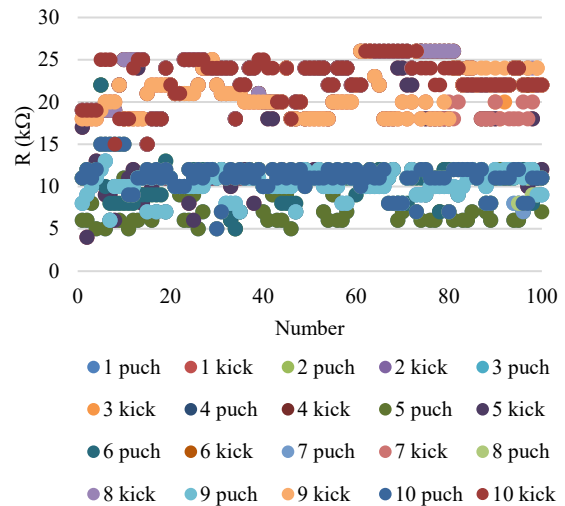 30
25
20
15
10
5
0
R (kΩ)
0 20 40 60 80 100
Number
1 puch 1 kick 2 puch 2 kick 3 puch
3 kick 4 puch 4 kick 5 puch 5 kick
6 puch 6 kick 7 puch 7 kick 8 puch
8 kick 9 puch 9 kick 10 puch 10 kick